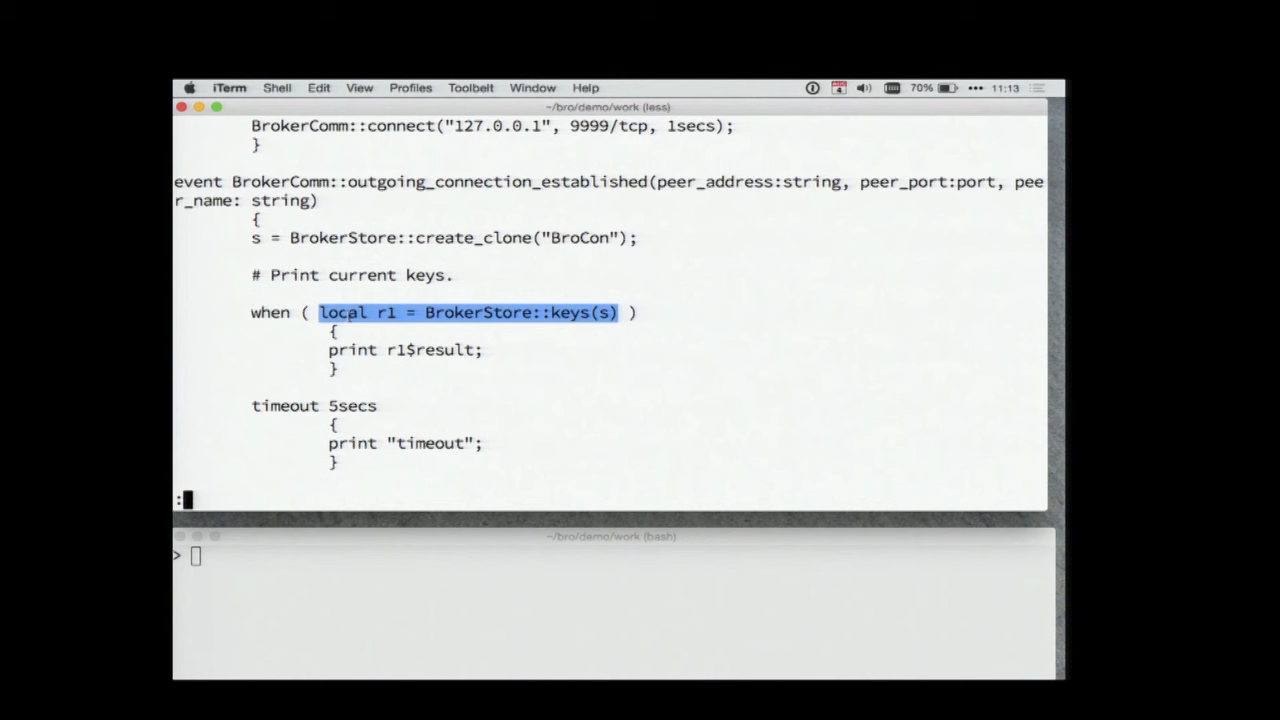 iTerm Shell Edit View Profiles Toolbelt Window Help 4 70% 11:13
~/bro/demo/work (less)
BrokerComm::connect("127.0.0.1", 9999/tcp, 1secs);
}
event BrokerComm::outgoing_connection_established(peer_address:string, peer_port:port, pee
r_name: string)
{
s = BrokerStore::create_clone("BroCon");
# Print current keys.
when ( local r1 = BrokerStore::keys(s) )
{
print r1$result;
}
timeout 5secs
{
print "timeout";
}
:
~/bro/demo/work (bash)
>